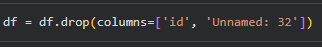 df = df.drop(columns=['id', 'Unnamed: 32'])